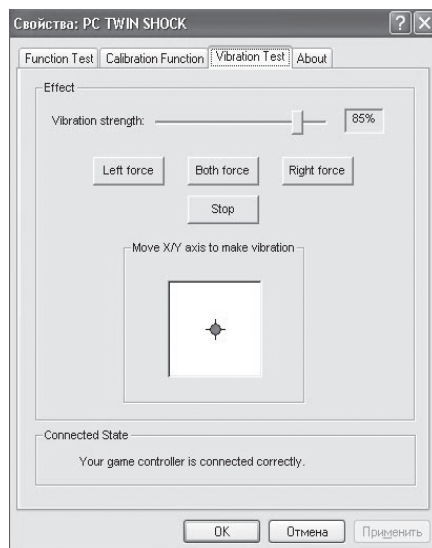 Свойства: PC TWIN SHOCK
Function Test Calibration Function Vibration Test About
Effect
Vibration strength: 85%
Left force Both force Right force
Stop
Move X/Y axis to make vibration
Connected State
Your game controller is connected correctly.
OK Отмена Применить